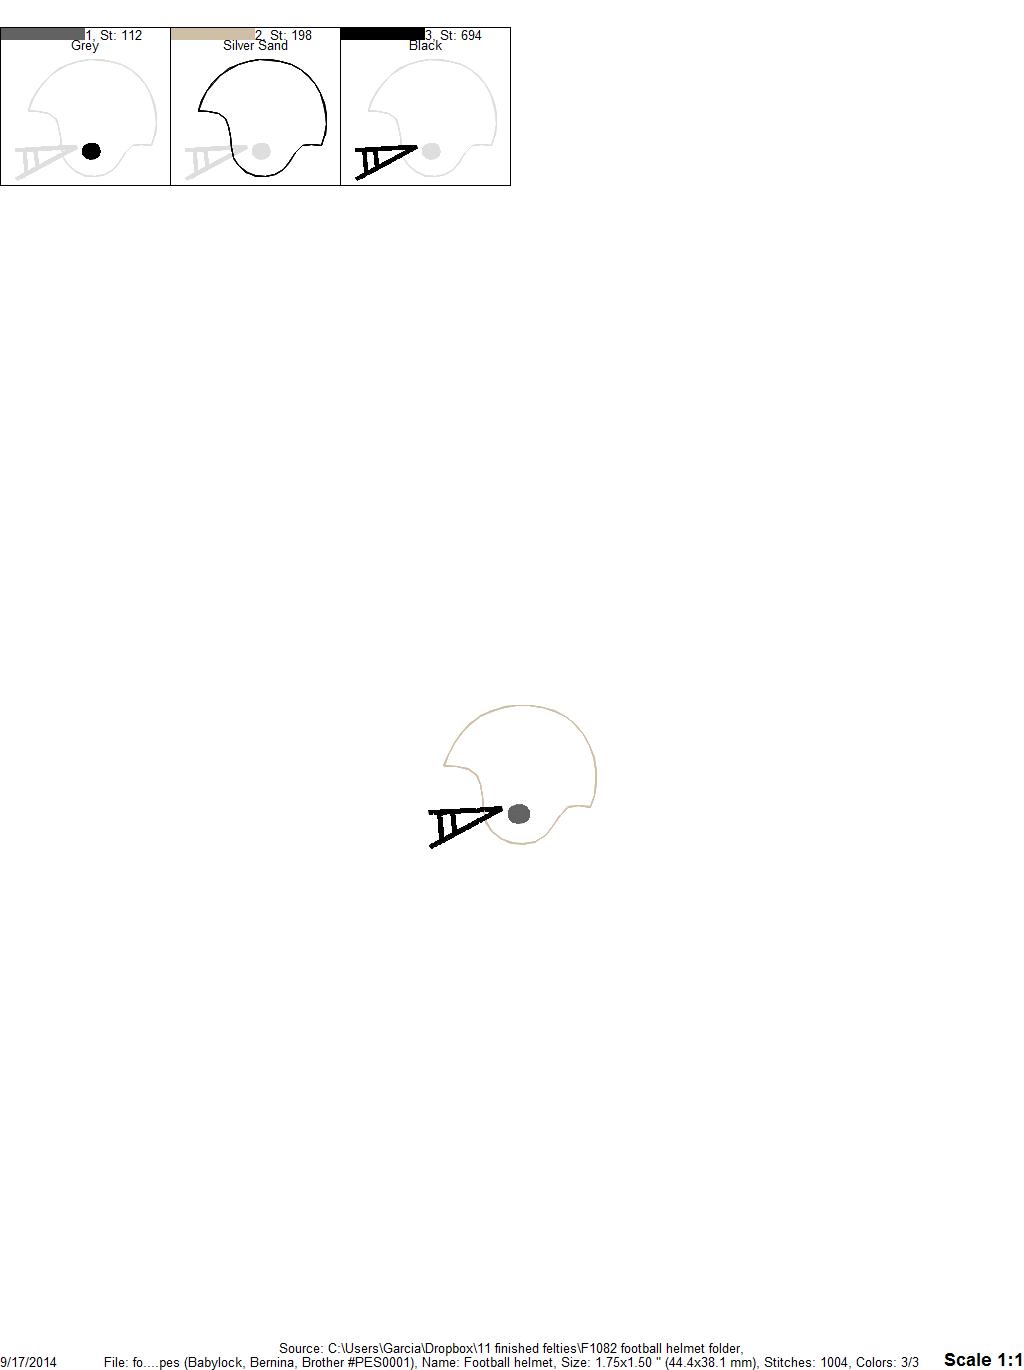 1, St: 112
Grey
2, St: 198
Silver Sand
3, St: 694
Black
Source: C:\Users\Garcia\Dropbox\11 finished felties\F1082 football helmet folder,
9/17/2014 File: fo....pes (Babylock, Bernina, Brother #PES0001), Name: Football helmet, Size: 1.75x1.50 " (44.4x38.1 mm), Stitches: 1004, Colors: 3/3 Scale 1:1